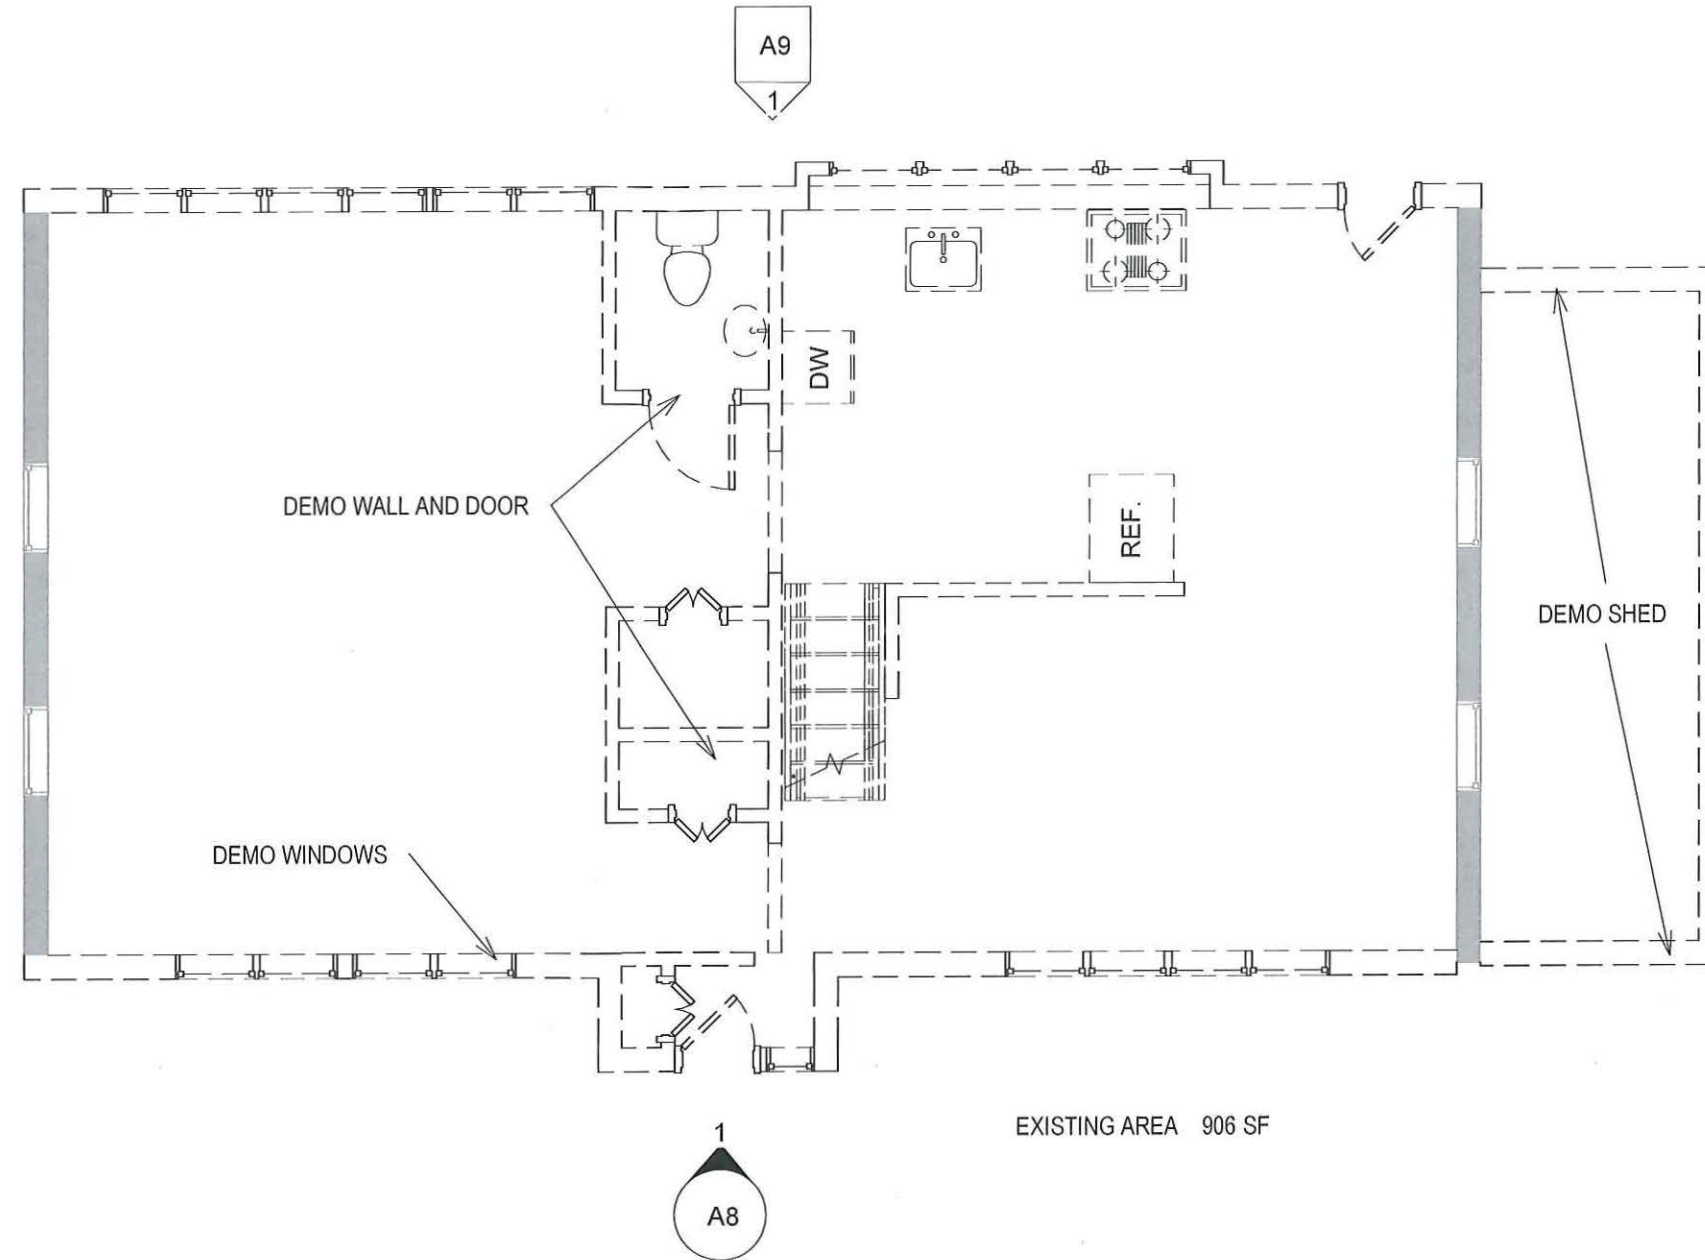 A9
1
DW
DEMO WALL AND DOOR
REF.
DEMO SHED
DEMO WINDOWS
EXISTING AREA 906 SF
1
A8